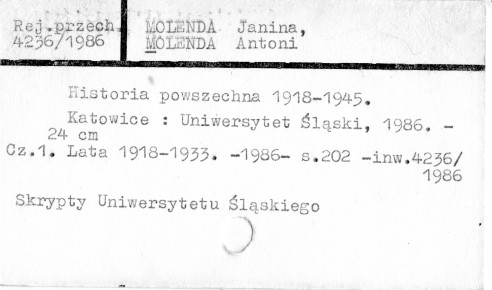 Rej.przech. MOLENDA Janina,
4236/1986 MOLENDA Antoni
Historia powszechna 1918-1945.
Katowice : Uniwersytet Śląski, 1986. -
24 cm
Cz.1. Lata 1918-1933. -1986- s.202 -inw.4236/
1986
Skrypty Uniwersytetu Śląskiego